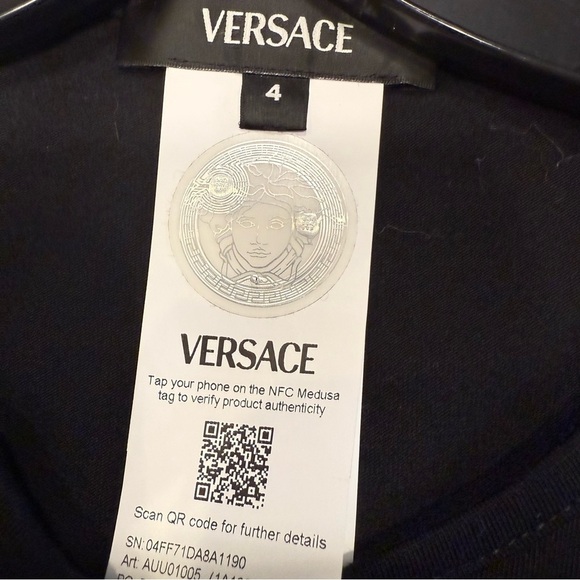 VERSACE
4
VERSACE
Tap your phone on the NFC Medusa
tag to verify product authenticity
Scan QR code for further details
SN: 04FF71DA8A1190
Art. AUU01005